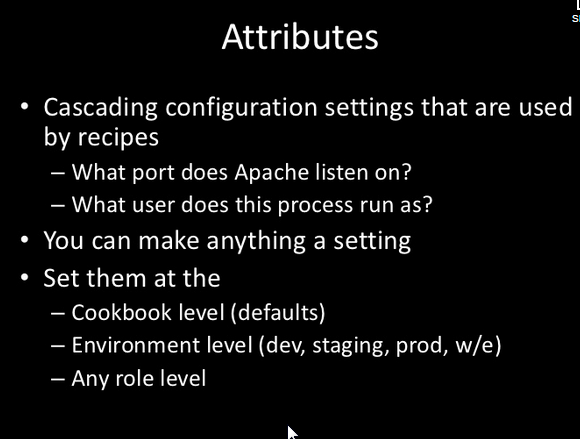 Attributes
• Cascading configuration settings that are used
by recipes
– What port does Apache listen on?
– What user does this process run as?
• You can make anything a setting
• Set them at the
– Cookbook level (defaults)
– Environment level (dev, staging, prod, w/e)
– Any role level